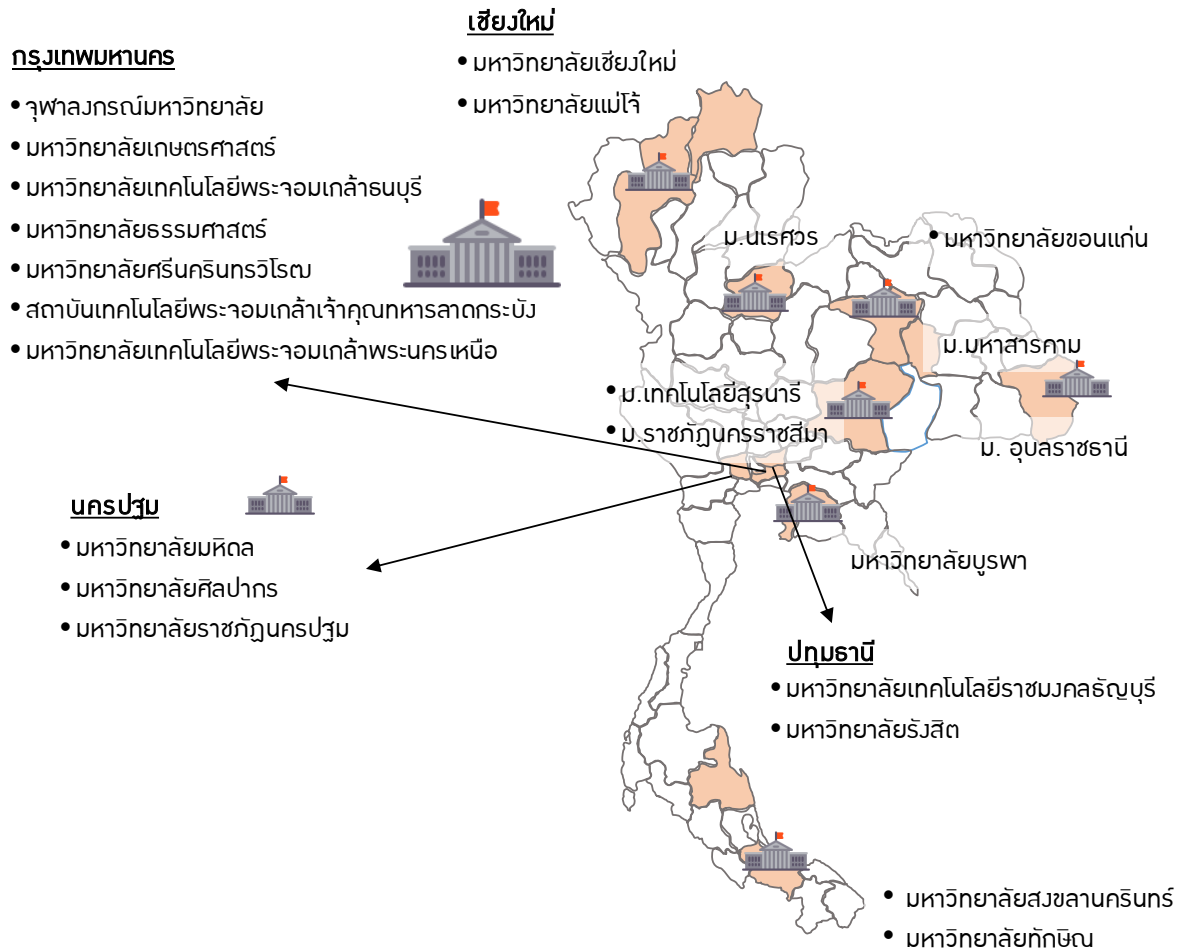 เชียงใหม่
• มหาวิทยาลัยเชียงใหม่
• มหาวิทยาลัยแม่โจ้
กรุงเทพมหานคร
• จุฬาลงกรณ์มหาวิทยาลัย
• มหาวิทยาลัยเกษตรศาสตร์
• มหาวิทยาลัยเทคโนโลยีพระจอมเกล้าธนบุรี
• มหาวิทยาลัยธรรมศาสตร์
• มหาวิทยาลัยศรีนครินทรวิโรฒ
• สถาบันเทคโนโลยีพระจอมเกล้าเจ้าคุณทหารลาดกระบัง
• มหาวิทยาลัยเทคโนโลยีพระจอมเกล้าพระนครเหนือ
ม.นเรศวร
• มหาวิทยาลัยขอนแก่น
ม.มหาสารคาม
• ม.เทคโนโลยีสุรนารี
• ม.ราชภัฏนครราชสีมา
ม. อุบลราชธานี
นครปฐม
• มหาวิทยาลัยมหิดล
• มหาวิทยาลัยศิลปากร
• มหาวิทยาลัยราชภัฏนครปฐม
มหาวิทยาลัยบูรพา
ปทุมธานี
• มหาวิทยาลัยเทคโนโลยีราชมงคลธัญบุรี
• มหาวิทยาลัยรังสิต
• มหาวิทยาลัยสงขลานครินทร์
• มหาวิทยาลัยทักษิณ